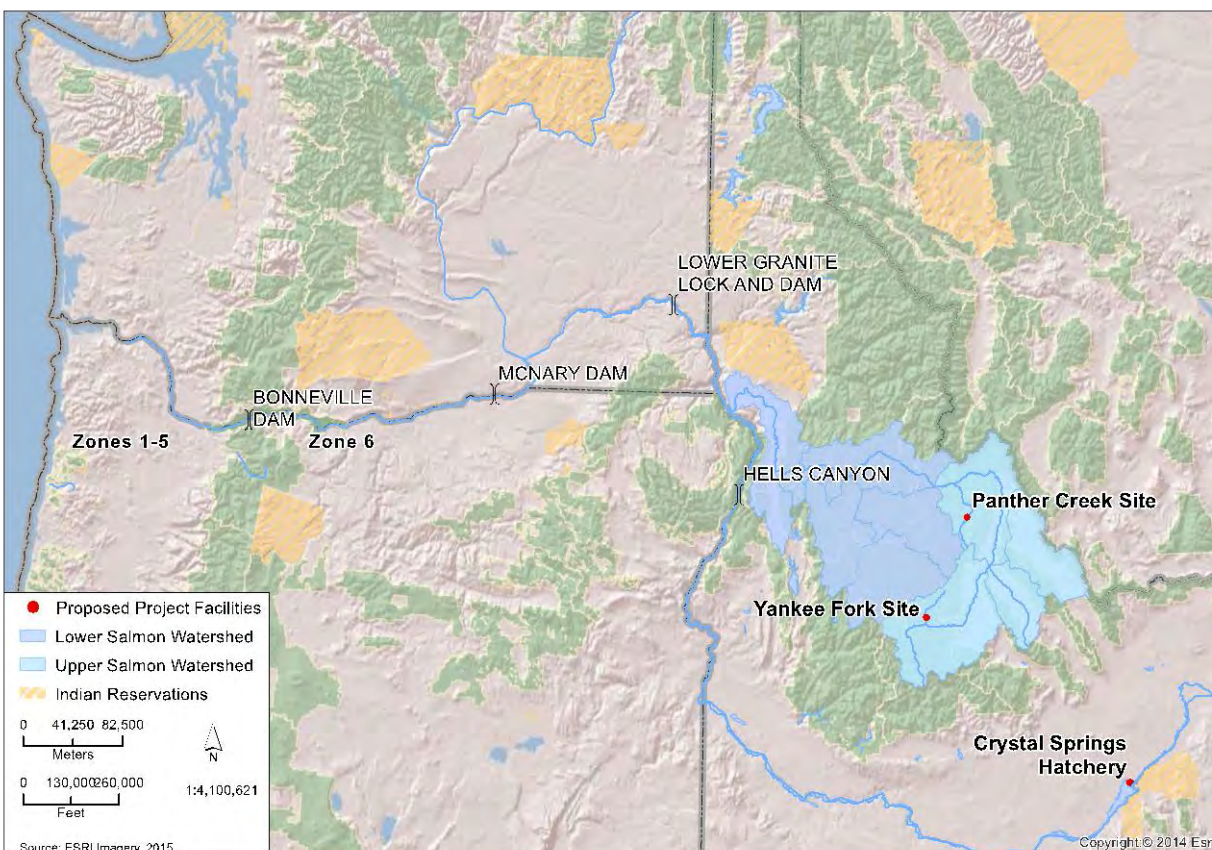 LOWER GRANITE
LOCK AND DAM
MCNARY DAM
BONNEVILLE
DAM
Zones 1-5
Zone 6
HELLS CANYON
Panther Creek Site
Yankee Fork Site
Crystal Springs
Hatchery
Proposed Project Facilities
Lower Salmon Watershed
Upper Salmon Watershed
Indian Reservations
0 41,250 82,500
Meters
N
0 130,000260,000
Feet
1:4,100,621
Source: ESRI Imagery, 2015
Copyright:© 2014 Esr